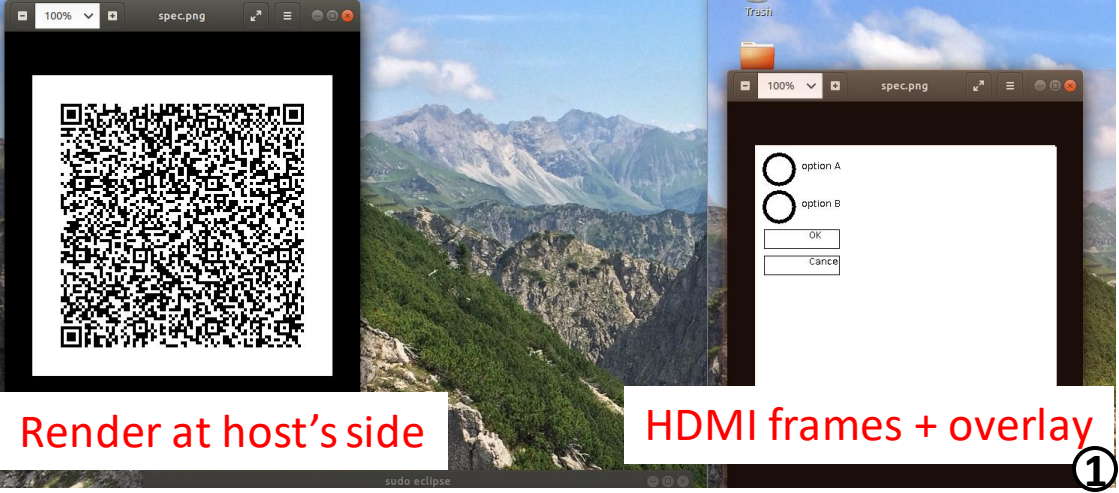 100%
spec.png
Render at host's side
sudo eclipse
Trash
100%
spec.png
option A
option B
OK
Cance
HDMI frames + overlay
1